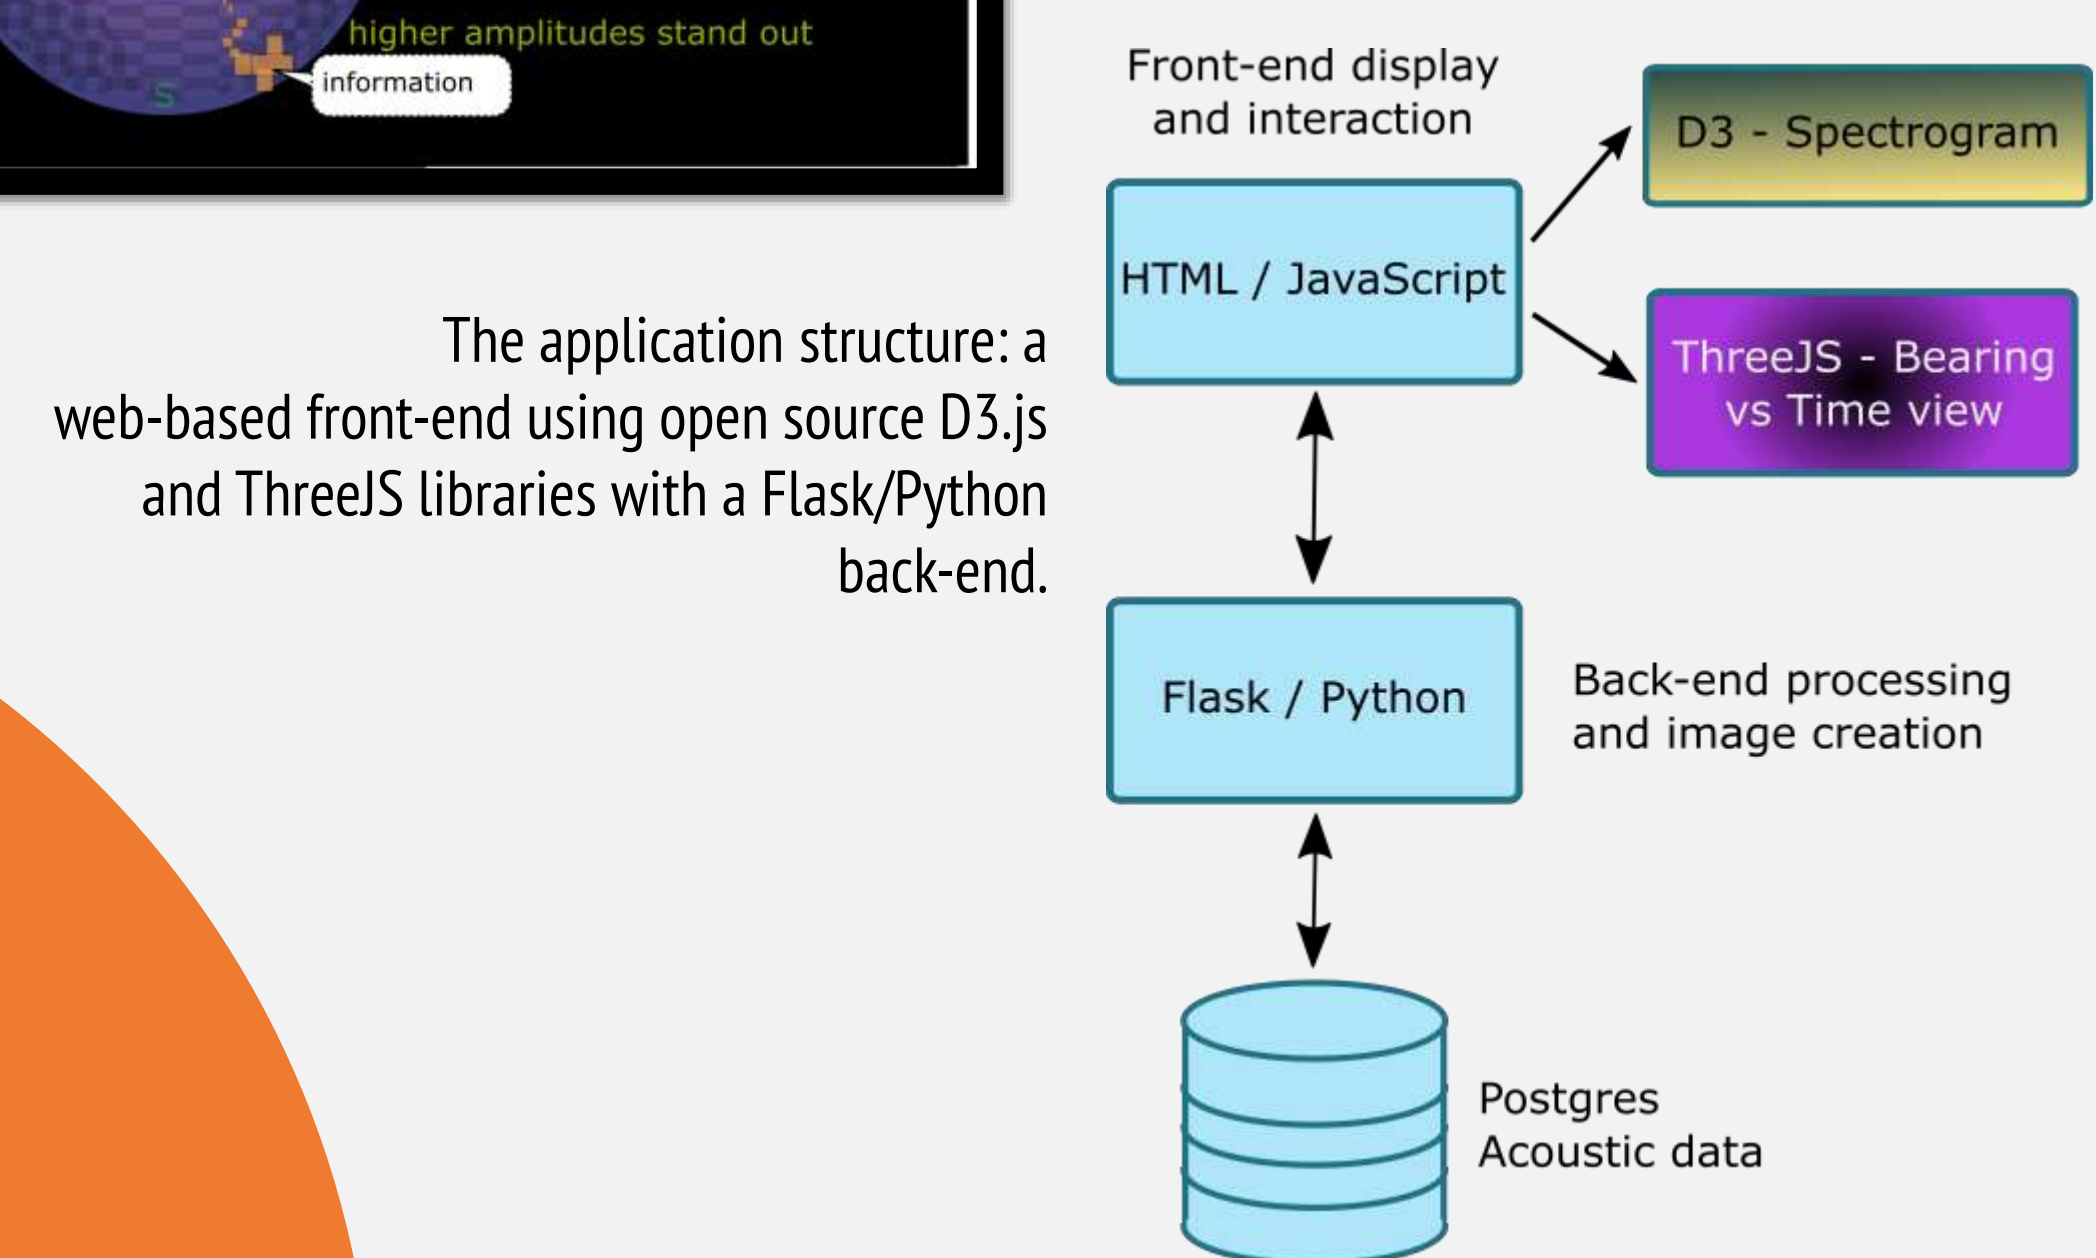 higher amplitudes stand out
information
S
The application structure: a
web-based front-end using open source D3.js
and ThreeJS libraries with a Flask/Python
back-end.
Front-end display
and interaction
HTML / JavaScript
D3 - Spectrogram
ThreeJS - Bearing
vs Time view
Flask / Python
Back-end processing
and image creation
Postgres
Acoustic data